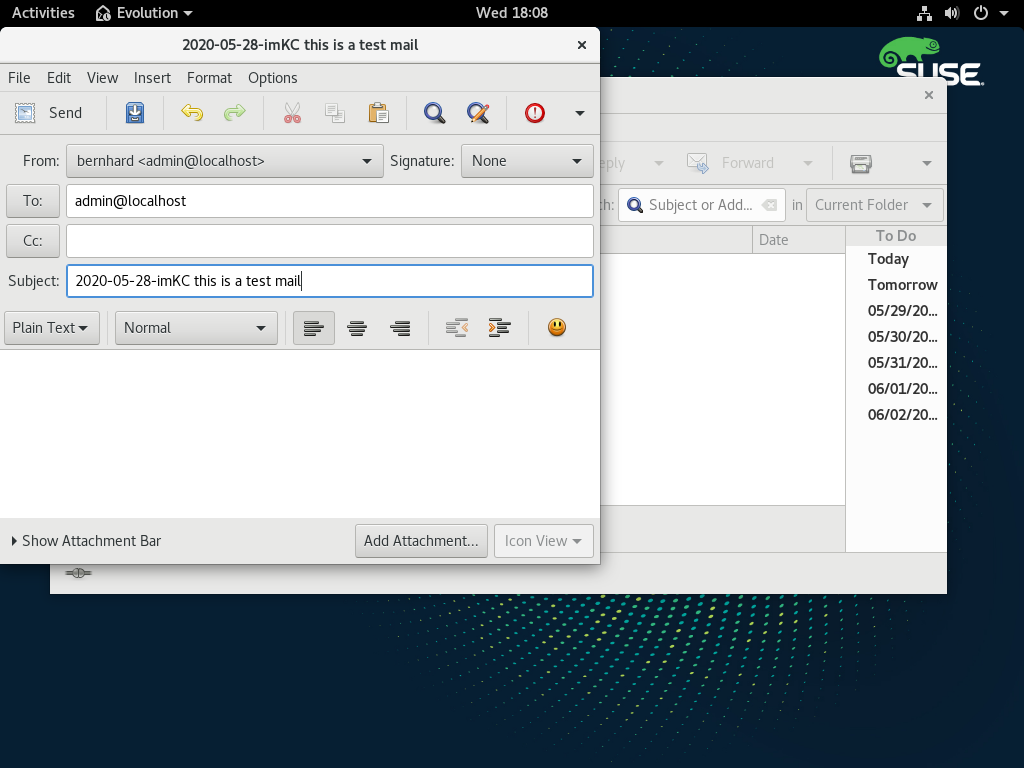 Activities Evolution Wed 18:08
2020-05-28-imKC this is a test mail
File Edit View Insert Format Options
Send
From: bernhard <admin@localhost> Signature: None
To: admin@localhost
Cc:
Subject: 2020-05-28-imKC this is a test mail
Plain Text Normal
Show Attachment Bar Add Attachment... Icon View
SUSE
Forward
Subject or Add... in Current Folder
Date
To Do
Today
Tomorrow
05/29/20...
05/30/20...
05/31/20...
06/01/20...
06/02/20...